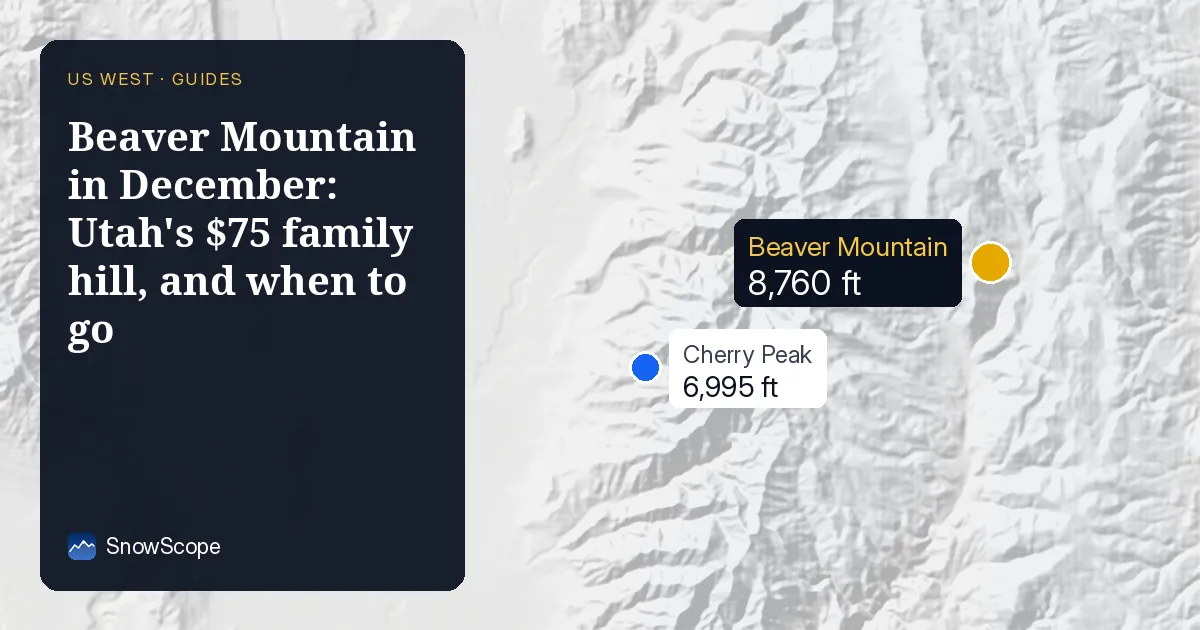 US WEST · GUIDES
Beaver Mountain
in December:
Utah's $75 family
hill, and when to
go
SnowScope
Beaver Mountain
8,760 ft
Cherry Peak
6,995 ft